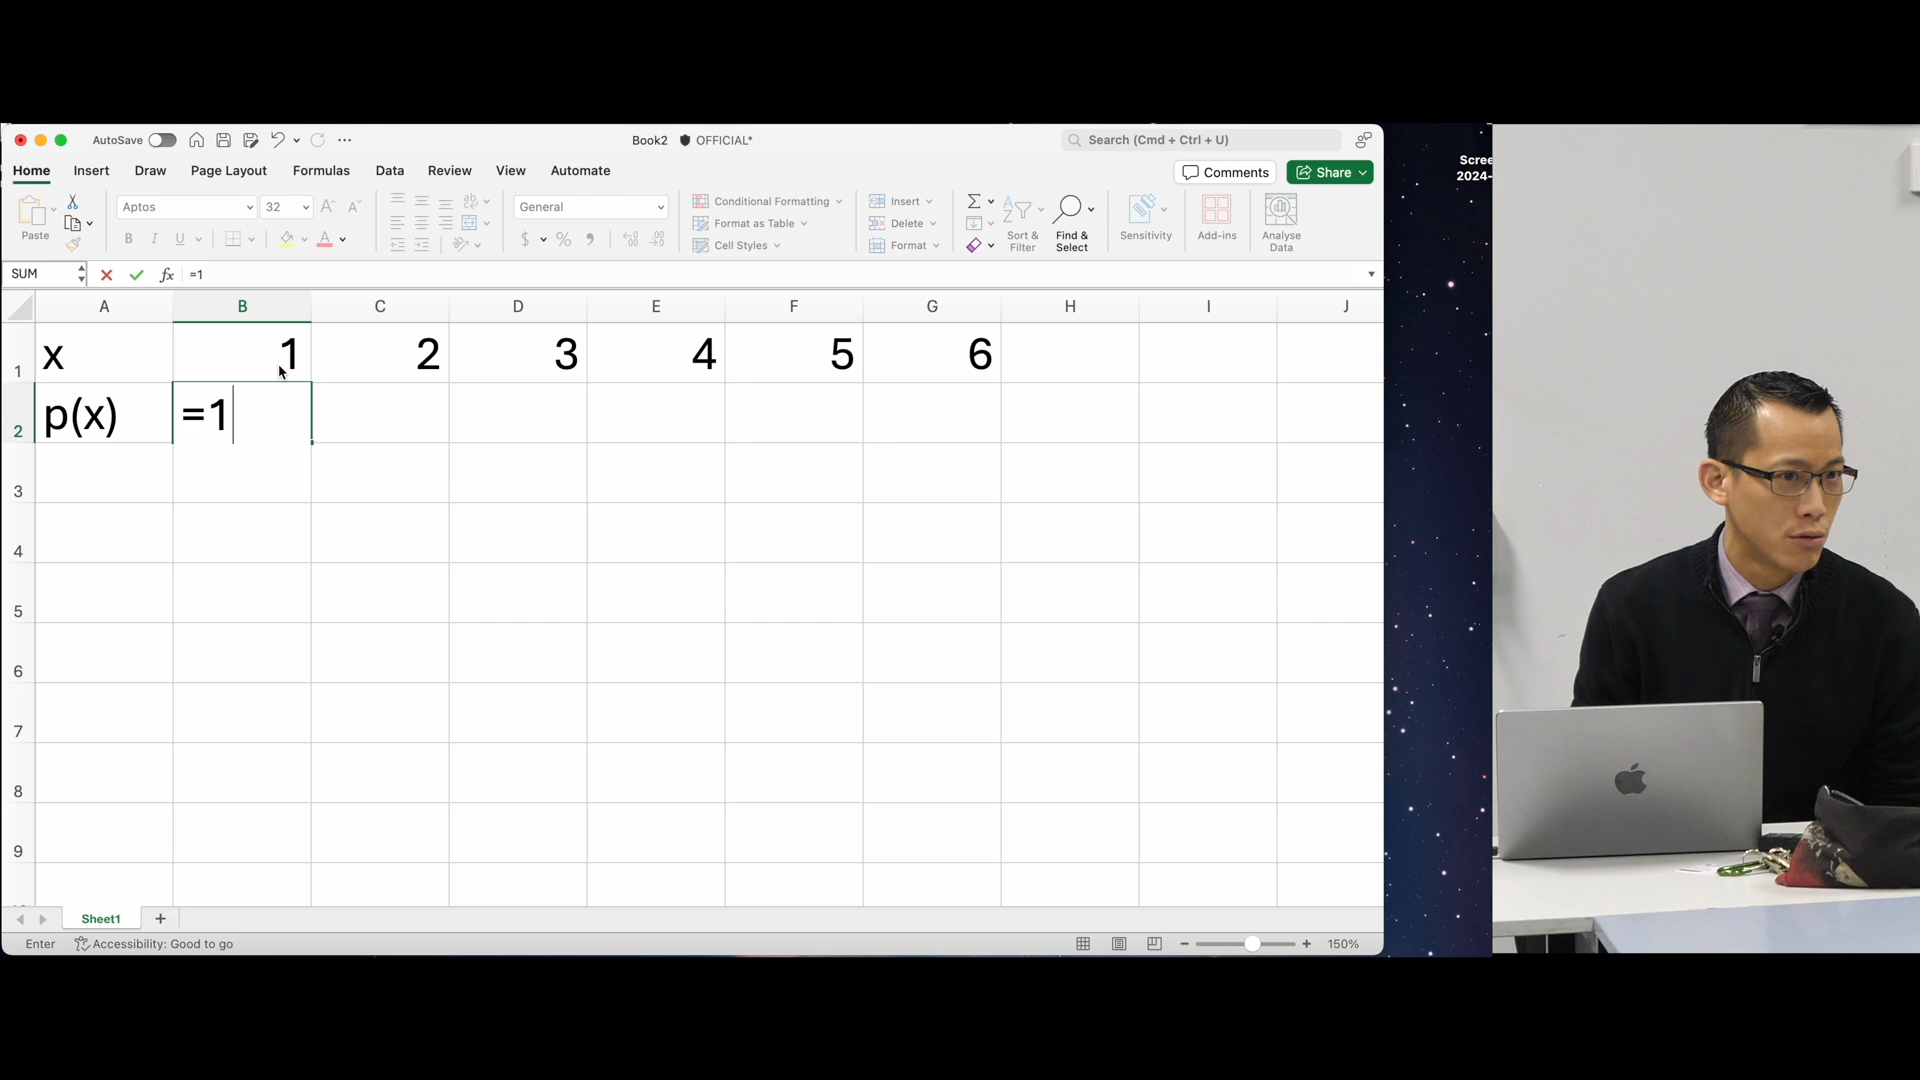 AutoSave
Book2 OFFICIAL*
Search (Cmd + Ctrl + U)
Home Insert Draw Page Layout Formulas Data Review View Automate
Comments Share
Paste
Aptos 32
B I U
General
$ %
Conditional Formatting
Format as Table
Cell Styles
Insert
Delete
Format
Sort & Filter
Find & Select
Sensitivity
Add-ins
Analyse Data
SUM fx =1
A B C D E F G H I J
1 x 1 2 3 4 5 6
2 p(x) =1
3
4
5
6
7
8
9
Sheet1 +
Enter Accessibility: Good to go 150%
Scree
2024-